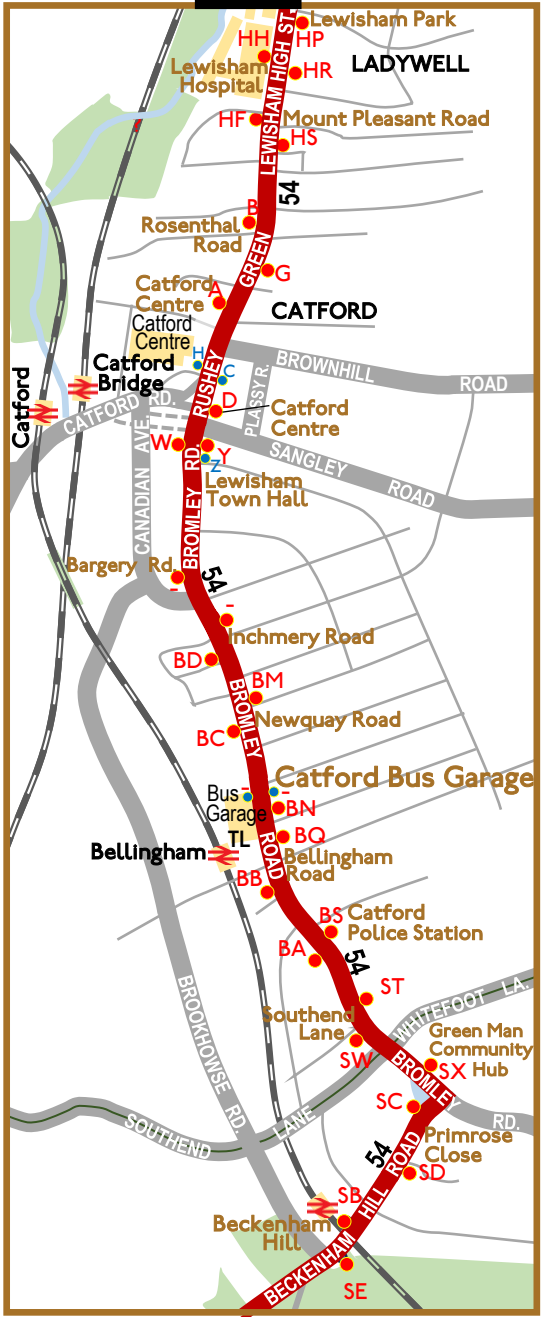 Lewisham Park
HH
HP
LEWISHAM HIGH ST.
HR
LADYWELL
Lewisham
Hospital
HF
Mount Pleasant Road
HS
54
B
Rosenthal
Road
GREEN
G
Catford
Centre
A
CATFORD
Catford
Centre
H
C
BROWNHILL
ROAD
Catford
Bridge
Catford
RUSHEY
PLASSY R.
CATFORD RD.
D
Catford
Centre
W
Y
Z
SANGLEY
ROAD
CANADIAN AVE.
BROMLEY RD.
Lewisham
Town Hall
Bargery Rd.
-
54
-
Inchmery Road
BD
BM
BROMLEY
Newquay Road
BC
Catford Bus Garage
-
-
Bus
Garage
TL
BN
BQ
Bellingham
ROAD
Bellingham
Road
BB
BS
Catford
Police Station
BA
54
ST
BROOKHOWSE RD.
Southend
Lane
WHITEFOOT LA.
SW
Green Man
Community
Hub
BROMLEY
SX
SC
RD.
SOUTHEND
LANE
Primrose
Close
54
HILL ROAD
SD
SB
Beckenham
Hill
BECKENHAM
SE